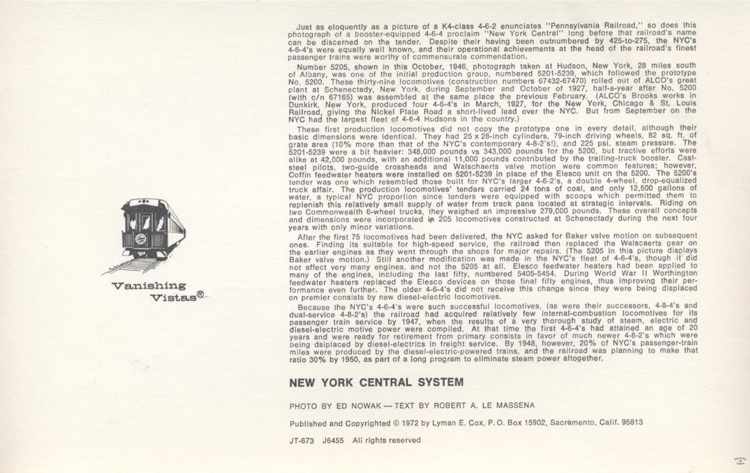 Just as eloquently as a picture of a K4-class 4-6-2 enunciates "Pennsylvania Railroad," so does this
photograph of a booster-equipped 4-6-4 proclaim "New York Central" long before that railroad's name
can be discerned on the tender. Despite their having been outnumbered by 425-to-275, the NYC's
4-6-4's were equally well known, and their operational achievements at the head of the railroad's finest
passenger trains were worthy of commensurate commendation.
Number 5205, shown in this October, 1946, photograph taken at Hudson, New York, 28 miles south
of Albany, was one of the initial production group, numbered 5201-5239, which followed the prototype
No. 5200. These thirty-nine locomotives (construction numbers 67432-67470) rolled out of ALCO's great
plant at Schenectady, New York, during September and October of 1927, half-a-year after No. 5200
(with c/n 67165) was assembled at the same place the previous February. (ALCO's Brooks works in
Dunkirk, New York, produced four 4-6-4's in March, 1927, for the New York, Chicago & St. Louis
Railroad, giving the Nickel Plate Road a short-lived lead over the NYC. But from September on the
NYC had the largest fleet of 4-6-4 Hudsons in the country.)
These first production locomotives did not copy the prototype one in every detail, although their
basic dimensions were identical. They had 25 x 28-inch cylinders, 79-inch driving wheels, 82 sq. ft. of
grate area (10% more than that of the NYC's contemporary 4-8-2's!), and 225 psi. steam pressure. The
5201-5239 were a bit heavier: 348,000 pounds vs 343,000 pounds for the 5200, but tractive efforts were
alike at 42,000 pounds, with an additional 11,000 pounds contributed by the trailing-truck booster. Cast-
steel pilots, two-guide crossheads and Walschaerts valve motion were common features; however,
Coffin feedwater heaters were installed on 5201-5239 in place of the Elesco unit on the 5200. The 5200's
tender was one which resembled those built for NYC's larger 4-6-2's, a double 4-wheel, drop-equalized
truck affair. The production locomotives' tenders carried 24 tons of coal, and only 12,500 gallons of
water, a typical NYC proportion since tenders were equipped with scoops which permitted them to
replenish this relatively small supply of water from track pans located at strategic intervals. Riding on
two Commonwealth 6-wheel trucks, they weighed an impressive 279,000 pounds. These overall concepts
and dimensions were incorporated in 205 locomotives constructed at Schenectady during the next four
years with only minor variations.
After the first 75 locomotives had been delivered, the NYC asked for Baker valve motion on subsequent
ones. Finding its suitable for high-speed service, the railroad then replaced the Walscaerts gear on
the earlier engines as they went through the shops for major repairs. (The 5205 in this picture displays
Baker valve motion.) Still another modification was made in the NYC's fleet of 4-6-4's, though it did
not affect very many engines, and not the 5205 at all. Elesco feedwater heaters had been applied to
many of the engines, including the last fifty, numbered 5405-5454. During World War II Worthington
feedwater heaters replaced the Elesco devices on those final fifty engines, thus improving their per-
formance even further. The older 4-6-4's did not receive this change since they were being displaced
on premier consists by new diesel-electric locomotives.
Because the NYC's 4-6-4's were such successful locomotives, (as were their successors, 4-8-4's and
dual-service 4-8-2's) the railroad had acquired relatively few internal-combustion locomotives for its
passenger train service by 1947, when the results of a very thorough study of steam, electric and
diesel-electric motive power were compiled. At that time the first 4-6-4's had attained an age of 20
years and were ready for retirement from primary consists in favor of much newer 4-8-2's which were
being dsiplaced by diesel-electrics in freight service. By 1948, however, 20% of NYC's passenger-train
miles were produced by the diesel-electric-powered trains, and the railroad was planning to make that
ratio 30% by 1950, as part of a long program to eliminate steam power altogether.
Vanishing
Vistas®
NEW YORK CENTRAL SYSTEM
PHOTO BY ED NOWAK — TEXT BY ROBERT A. LE MASSENA
Published and Copyrighted © 1972 by Lyman E. Cox, P. O. Box 15902, Sacramento, Calif. 95813
JT-673 J6455 All rights reserved